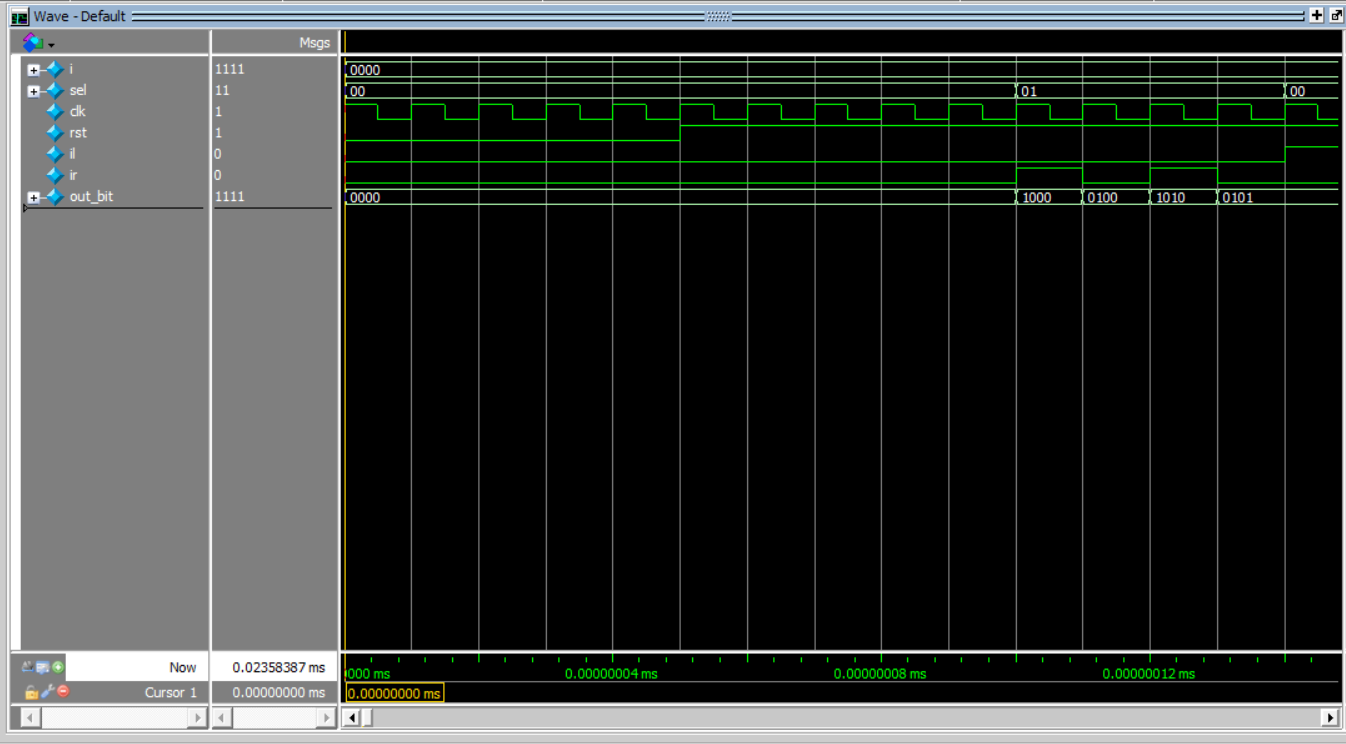 Wave - Default
Msgs
i 1111 0000
sel 11 00 01 00
clk 1
rst 1
il 0
ir 0
out_bit 1111 0000 1000 0100 1010 0101
Now 0.02358387 ms 000 ms 0.00000004 ms 0.00000008 ms 0.00000012 ms
Cursor 1 0.00000000 ms 0.00000000 ms